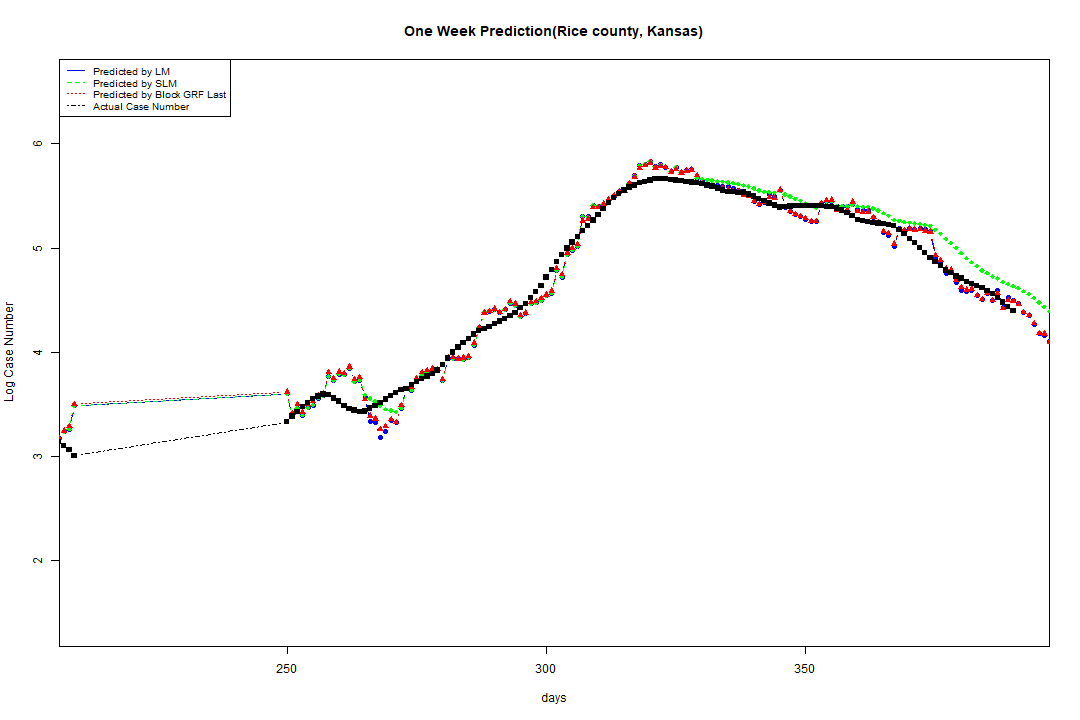 One Week Prediction(Rice county, Kansas)
Predicted by LM
Predicted by SLM
Predicted by Block GRF Last
Actual Case Number
6
5
4
3
2
Log Case Number
250 300 350
days